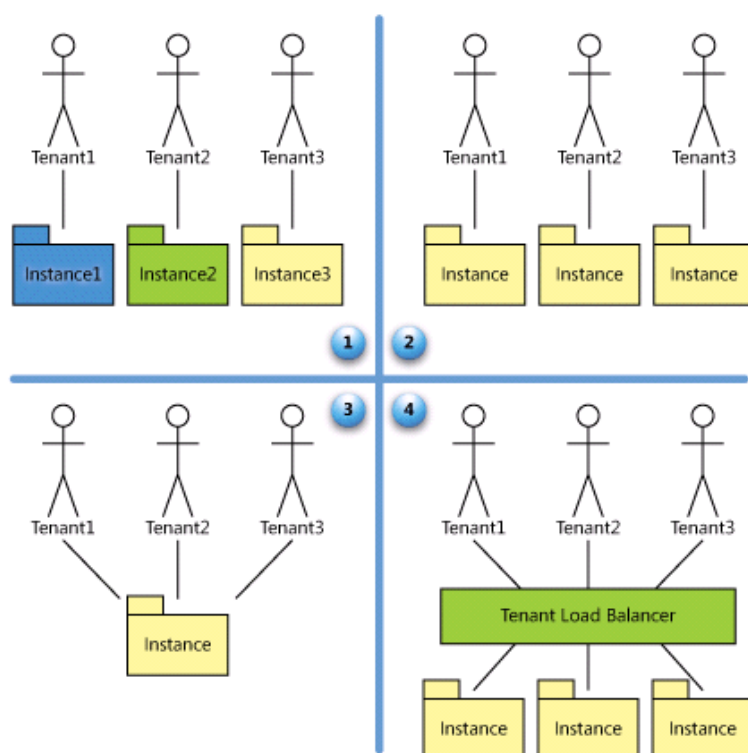 Tenant1 Tenant2 Tenant3
Instance1 Instance2 Instance3
1
Tenant1 Tenant2 Tenant3
Instance Instance Instance
2
3
Tenant1 Tenant2 Tenant3
Instance
4
Tenant1 Tenant2 Tenant3
Tenant Load Balancer
Instance Instance Instance